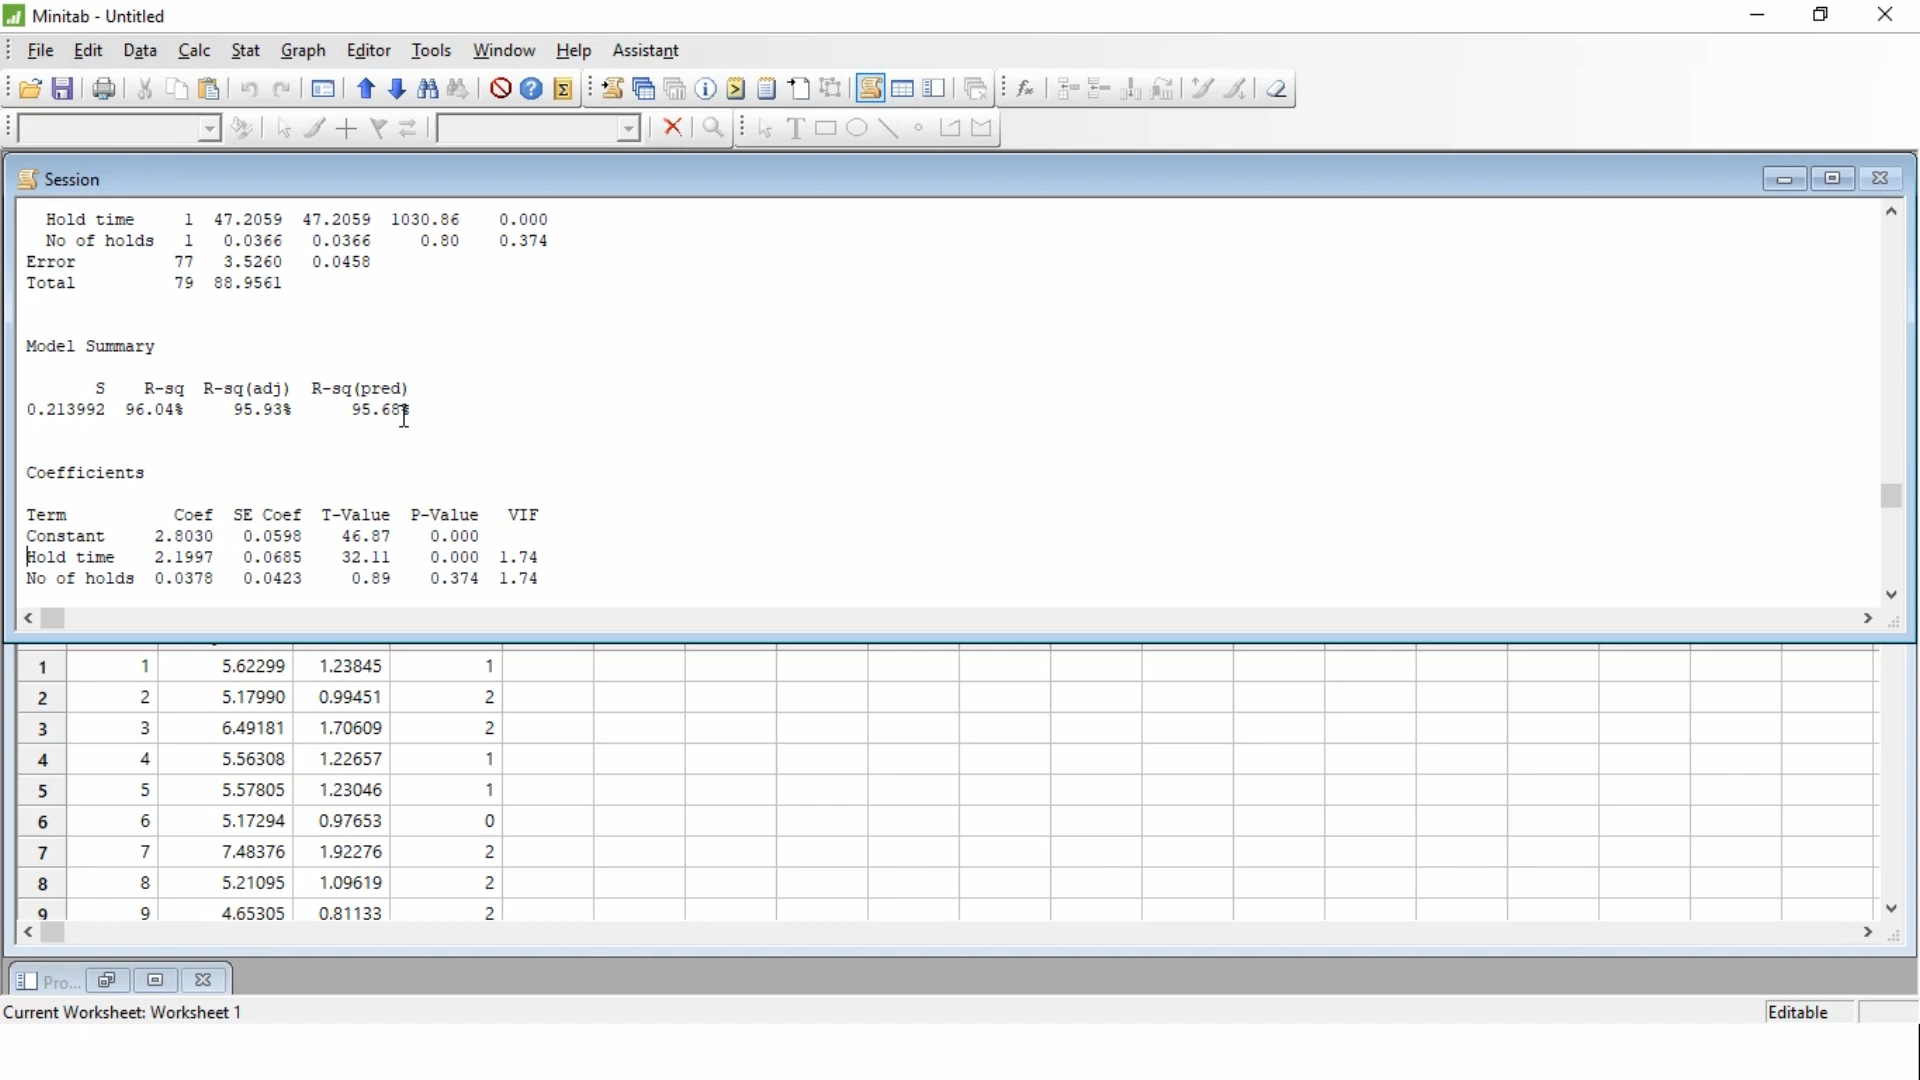 Minitab - Untitled
File Edit Data Calc Stat Graph Editor Tools Window Help Assistant
Session
Hold time 1 47.2059 47.2059 1030.86 0.000
No of holds 1 0.0366 0.0366 0.80 0.374
Error 77 3.5260 0.0458
Total 79 88.9561
Model Summary
S R-sq R-sq(adj) R-sq(pred)
0.213992 96.04% 95.93% 95.68%
Coefficients
Term Coef SE Coef T-Value P-Value VIF
Constant 2.8030 0.0598 46.87 0.000
Hold time 2.1997 0.0685 32.11 0.000 1.74
No of holds 0.0378 0.0423 0.89 0.374 1.74
1 1 5.62299 1.23845 1
2 2 5.17990 0.99451 2
3 3 6.49181 1.70609 2
4 4 5.56308 1.22657 1
5 5 5.57805 1.23046 1
6 6 5.17294 0.97653 0
7 7 7.48376 1.92276 2
8 8 5.21095 1.09619 2
9 9 4.65305 0.81133 2
Pro...
Current Worksheet: Worksheet 1
Editable